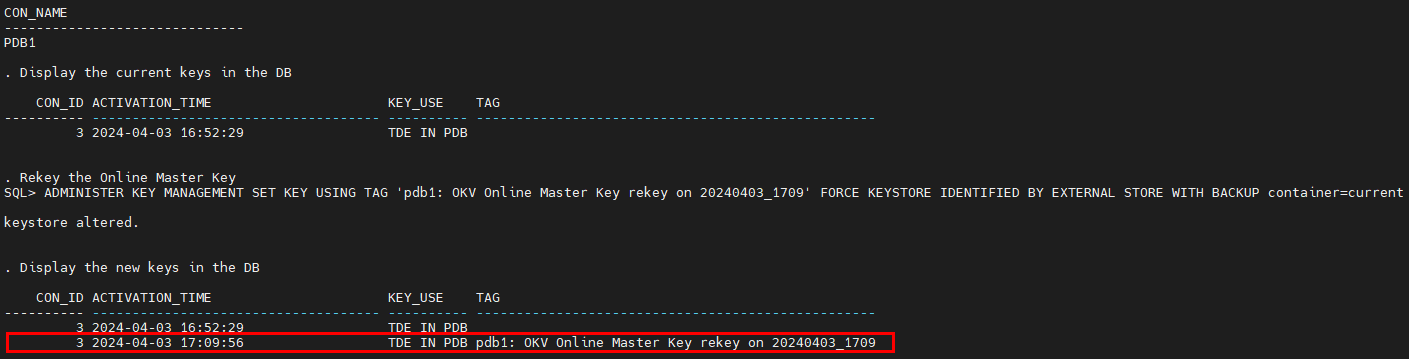 CON_NAME
------------------------------
PDB1
. Display the current keys in the DB
    CON_ID ACTIVATION_TIME                      KEY_USE    TAG
---------- ------------------------------------ ---------- --------------------------------------------------
         3 2024-04-03 16:52:29                  TDE IN PDB
. Rekey the Online Master Key
SQL> ADMINISTER KEY MANAGEMENT SET KEY USING TAG 'pdb1: OKV Online Master Key rekey on 20240403_1709' FORCE KEYSTORE IDENTIFIED BY EXTERNAL STORE WITH BACKUP container=current
keystore altered.
. Display the new keys in the DB
    CON_ID ACTIVATION_TIME                      KEY_USE    TAG
---------- ------------------------------------ ---------- --------------------------------------------------
         3 2024-04-03 16:52:29                  TDE IN PDB
         3 2024-04-03 17:09:56                  TDE IN PDB pdb1: OKV Online Master Key rekey on 20240403_1709